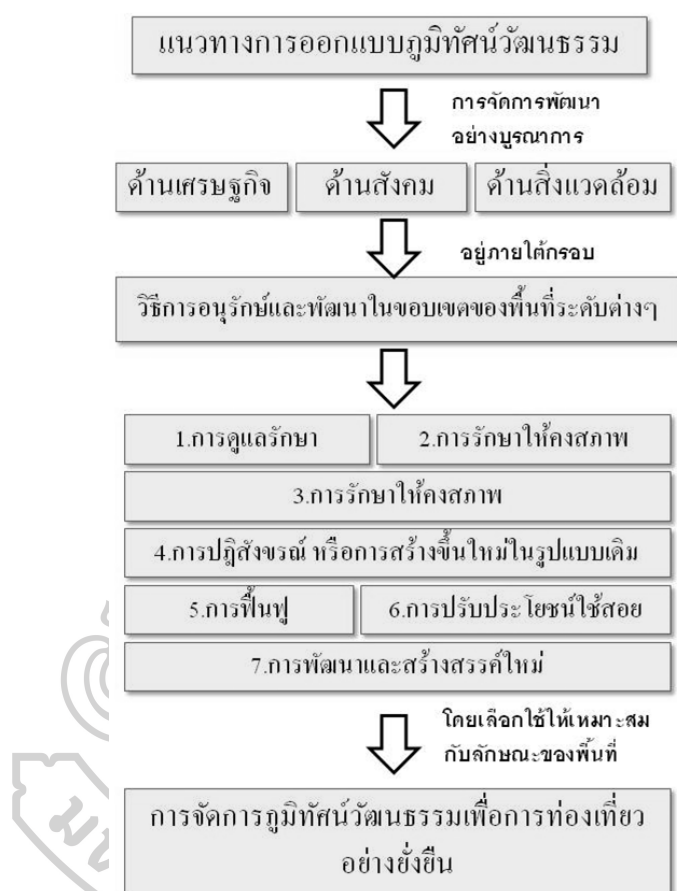 แนวทางการออกแบบภูมิทัศน์วัฒนธรรม
การจัดการพัฒนา
อย่างบูรณาการ
ด้านเศรษฐกิจ ด้านสังคม ด้านสิ่งแวดล้อม
อยู่ภายใต้กรอบ
วิธีการอนุรักษ์และพัฒนาในขอบเขตของพื้นที่ระดับต่างๆ
1.การดูแลรักษา 2.การรักษาให้คงสภาพ
3.การรักษาให้คงสภาพ
4.การปฏิสังขรณ์ หรือการสร้างขึ้นใหม่ในรูปแบบเดิม
5.การฟื้นฟู 6.การปรับประโยชน์ใช้สอย
7.การพัฒนาและสร้างสรรค์ใหม่
โดยเลือกใช้ให้เหมาะสม
กับลักษณะของพื้นที่
การจัดการภูมิทัศน์วัฒนธรรมเพื่อการท่องเที่ยว
อย่างยั่งยืน